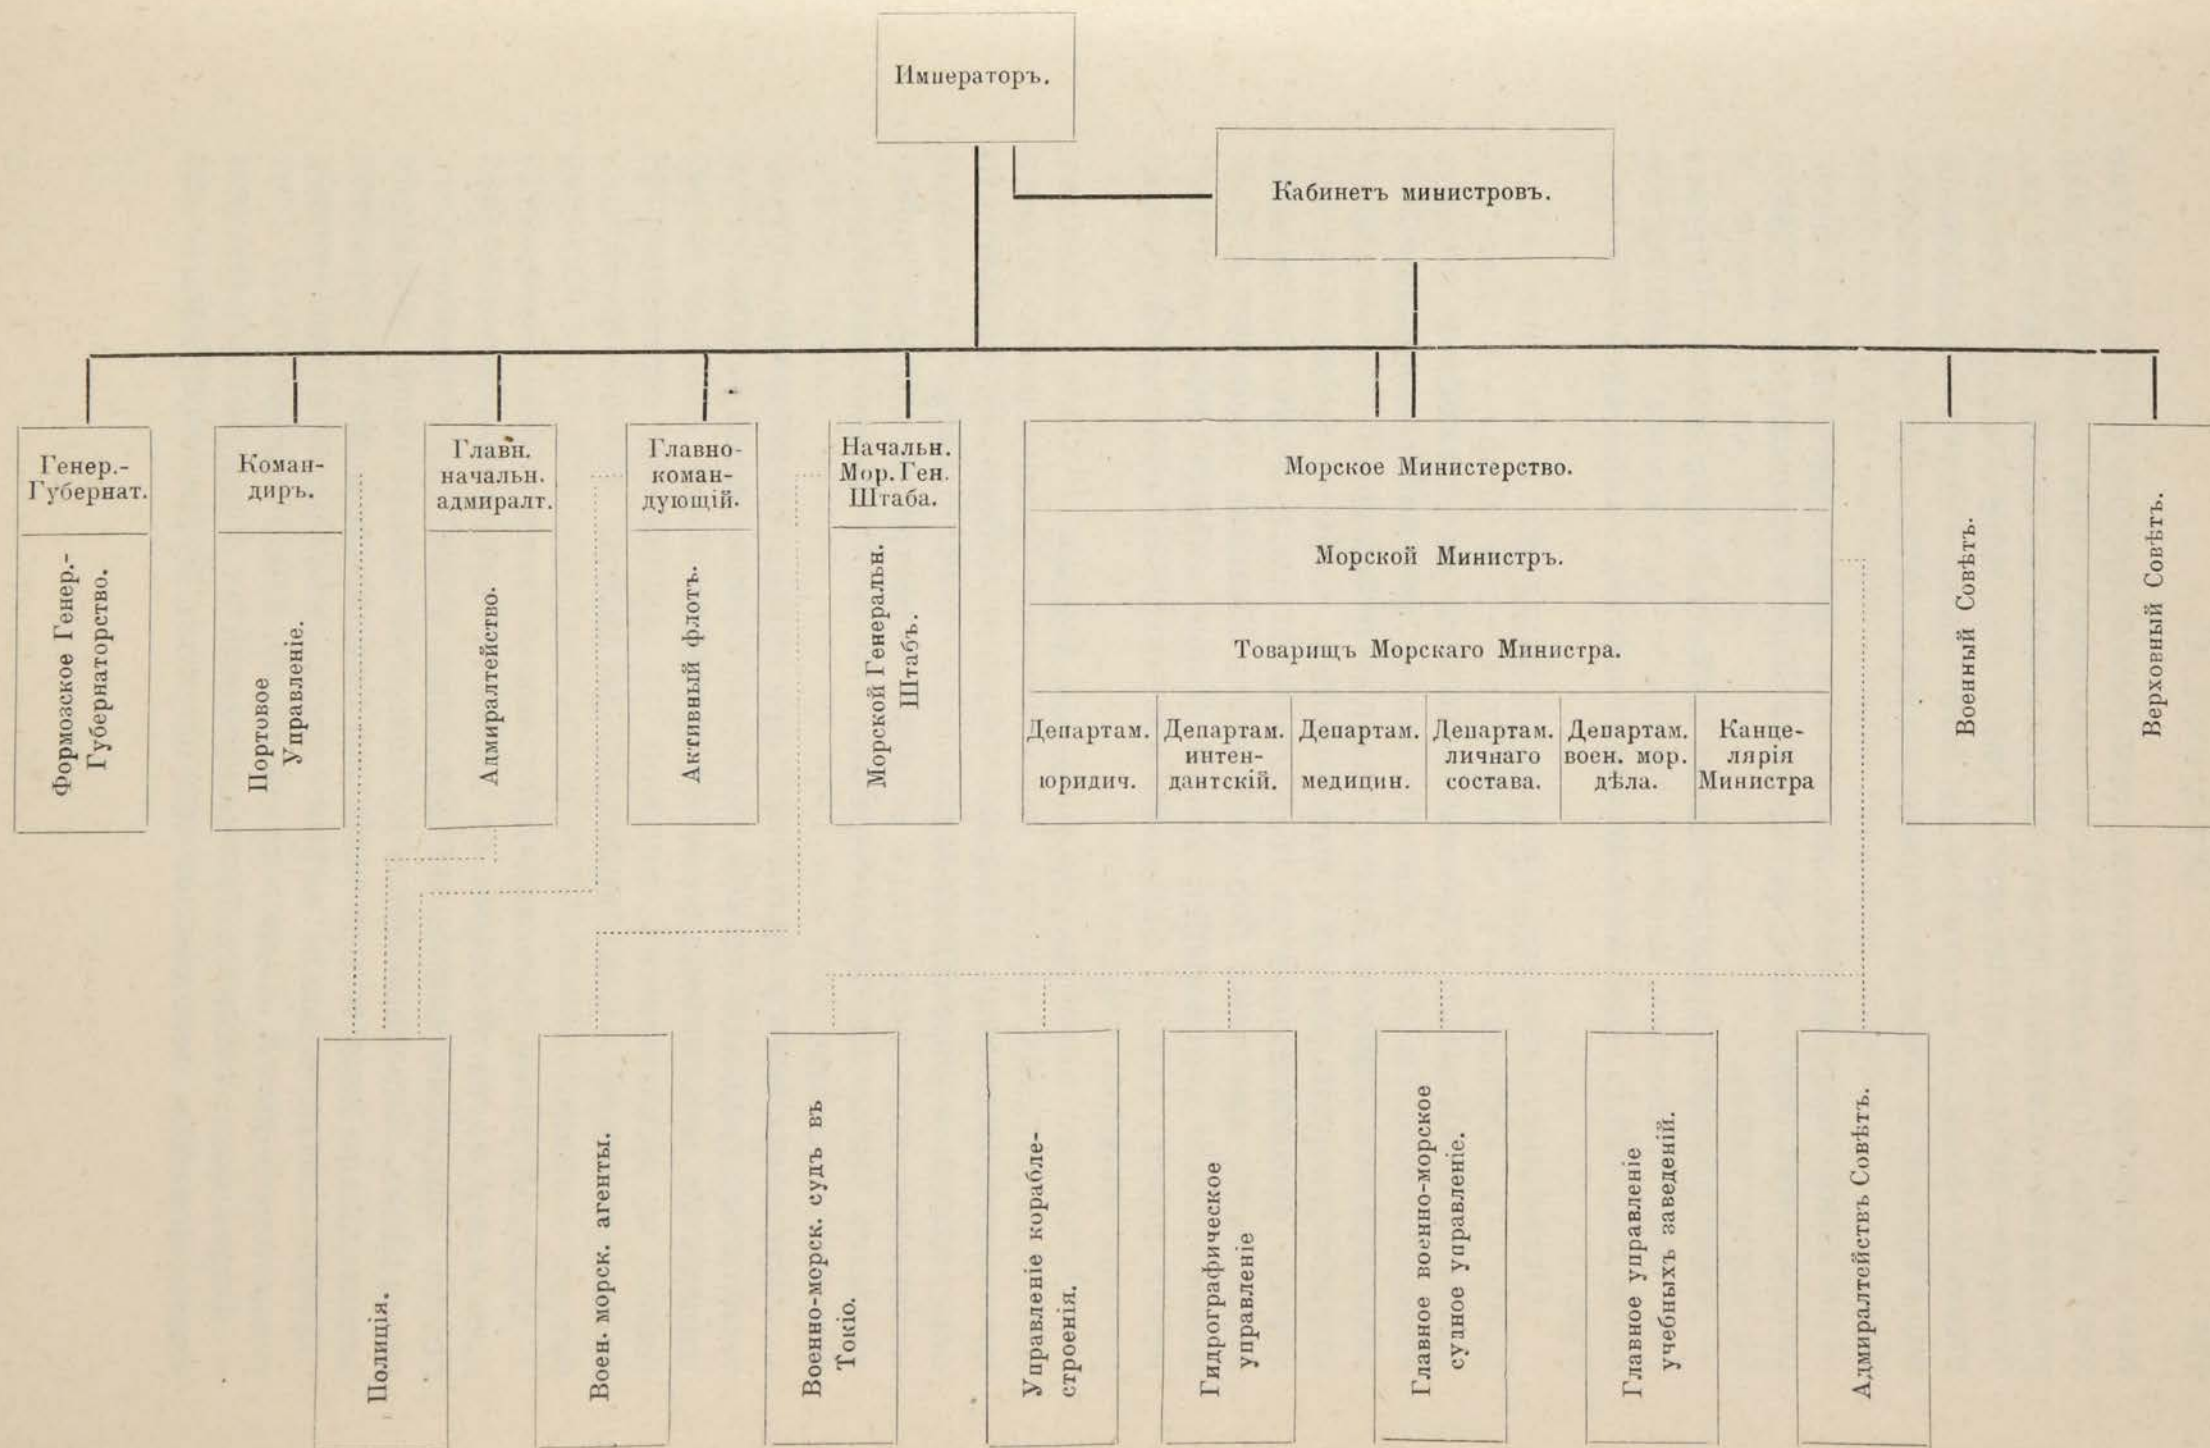 Императоръ.
Кабинетъ министровъ.
Генер.-
Губернат.
Формозское Генер.-
Губернаторство.
Коман-
диръ.
Портовое
Управленіе.
Главн.
начальн.
адмиралт.
Адмиралтейство.
Главно-
коман-
дующій.
Активный флотъ.
Начальн.
Мор. Ген.
Штаба.
Морской Генеральн.
Штабъ.
Морское Министерство.
Морской Министръ.
Товарищъ Морскаго Министра.
Департам.
юридич.
Департам.
интен-
дантскій.
Департам.
медицин.
Департам.
личнаго
состава.
Департам.
воен. мор.
дѣла.
Канце-
лярія
Министра
Военный Совѣтъ.
Верховный Совѣтъ.
Полиція.
Воен. морск. агенты.
Военно-морск. судъ въ
Токіо.
Управленіе корабле-
строенія.
Гидрографическое
управленіе
Главное военно-морское
судное управленіе.
Главное управленіе
учебныхъ заведеній.
Адмиралтействъ Совѣтъ.